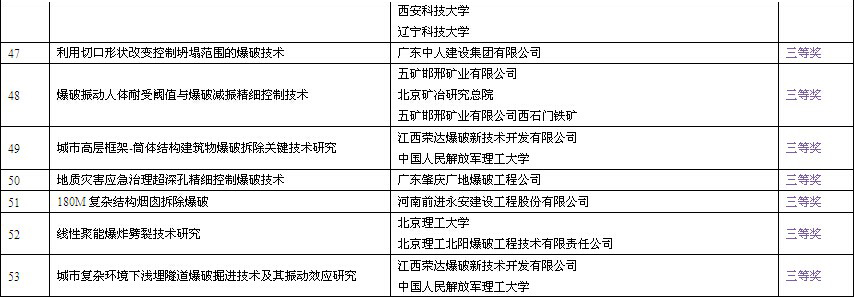 西安科技大学
辽宁科技大学
47 利用切口形状改变控制坍塌范围的爆破技术 广东中人建设集团有限公司 三等奖
五矿邯邢矿业有限公司
48 爆破振动人体耐受阈值与爆破减振精细控制技术 北京矿冶研究总院 三等奖
五矿邯邢矿业有限公司西石门铁矿
49 城市高层框架-筒体结构建筑物爆破拆除关键技术研究 江西荣达爆破新技术开发有限公司 三等奖
中国人民解放军理工大学
50 地质灾害应急治理超深孔精细控制爆破技术 广东肇庆广地爆破工程公司 三等奖
51 180M复杂结构烟囱拆除爆破 河南前进永安建设工程股份有限公司 三等奖
52 线性聚能爆炸劈裂技术研究 北京理工大学 三等奖
北京理工北阳爆破工程技术有限责任公司
53 城市复杂环境下浅埋隧道爆破掘进技术及其振动效应研究 江西荣达爆破新技术开发有限公司 三等奖
中国人民解放军理工大学